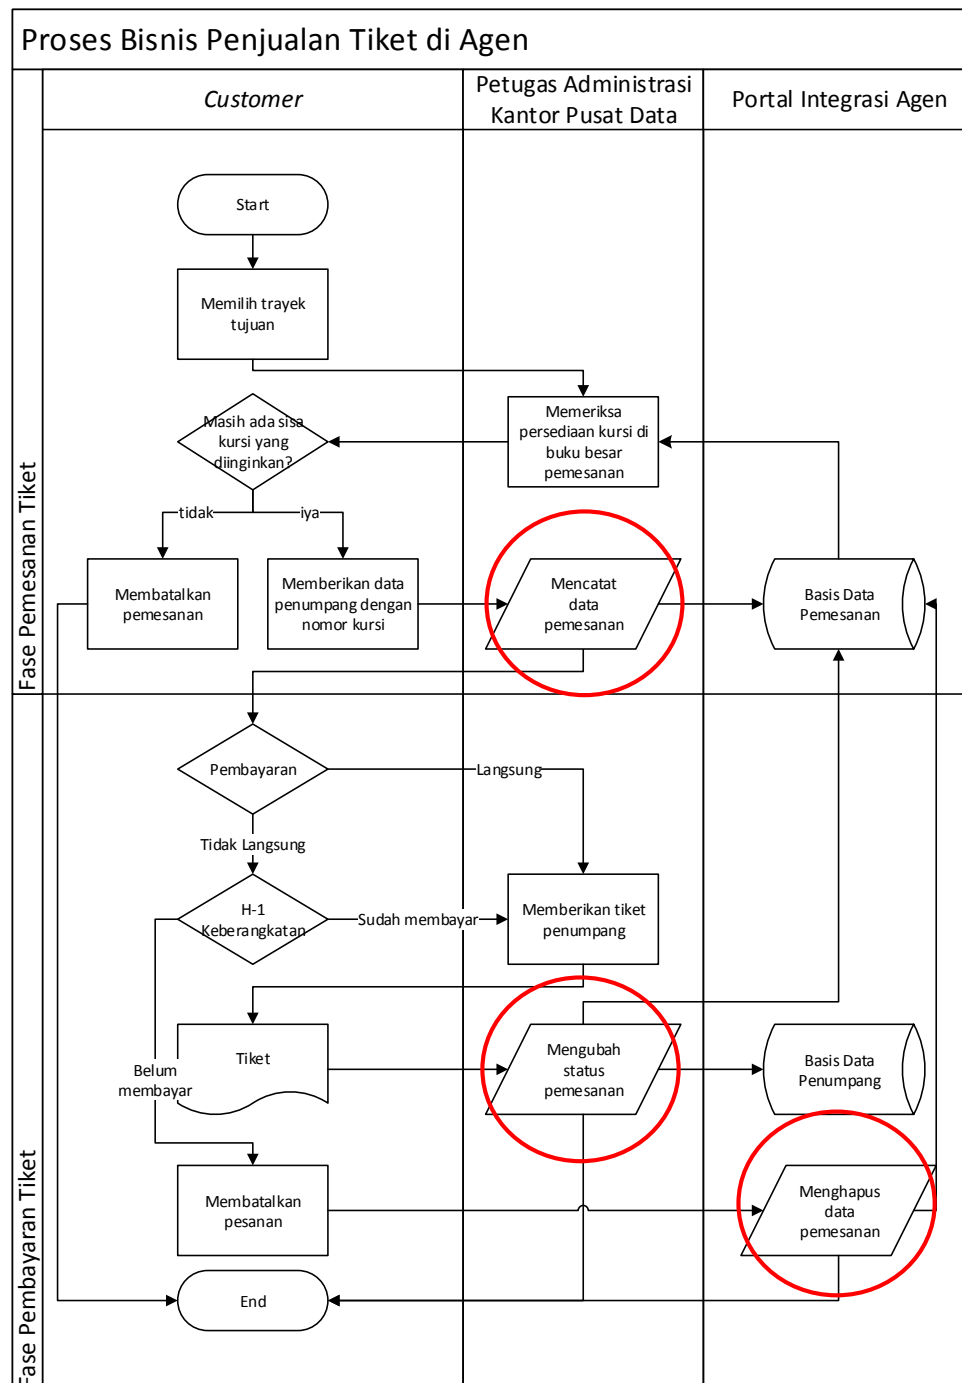 Proses Bisnis Penjualan Tiket di Agen
Customer
Petugas Administrasi
Kantor Pusat Data
Portal Integrasi Agen
Fase Pemesanan Tiket
Start
Memilih trayek
tujuan
Masih ada sisa
kursi yang
diinginkan?
Memeriksa
persediaan kursi di
buku besar
pemesanan
tidak
iya
Membatalkan
pemesanan
Memberikan data
penumpang dengan
nomor kursi
Mencatat
data
pemesanan
Basis Data
Pemesanan
Fase Pembayaran Tiket
Pembayaran
Langsung
Tidak Langsung
H-1
Keberangkatan
Sudah membayar
Memberikan tiket
penumpang
Belum
membayar
Tiket
Mengubah
status
pemesanan
Basis Data
Penumpang
Membatalkan
pesanan
Menghapus
data
pemesanan
End